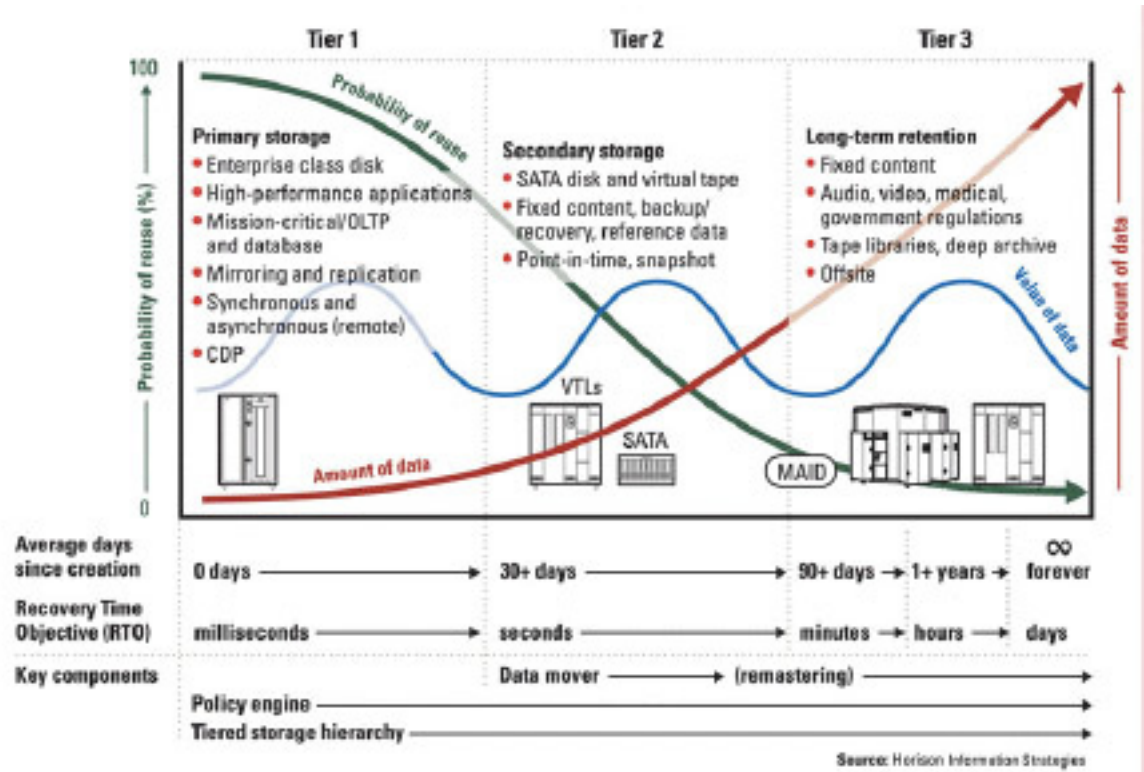 Tier 1
Tier 2
Tier 3
100
Probability of reuse (%)
0
Probability of reuse
Primary storage
• Enterprise class disk
• High-performance applications
• Mission-critical/OLTP
and database
• Mirroring and replication
• Synchronous and
asynchronous (remote)
• CDP
Secondary storage
• SATA disk and virtual tape
• Fixed content, backup/
recovery, reference data
• Point-in-time, snapshot
Long-term retention
• Fixed content
• Audio, video, medical,
government regulations
• Tape libraries, deep archive
• Offsite
Value of data
Amount of data
VTLs
SATA
MAID
Amount of data
Average days
since creation
0 days
30+ days
90+ days
1+ years
∞
forever
Recovery Time
Objective (RTO)
milliseconds
seconds
minutes
hours
days
Key components
Data mover
(remastering)
Policy engine
Tiered storage hierarchy
Source: Horison Information Strategies